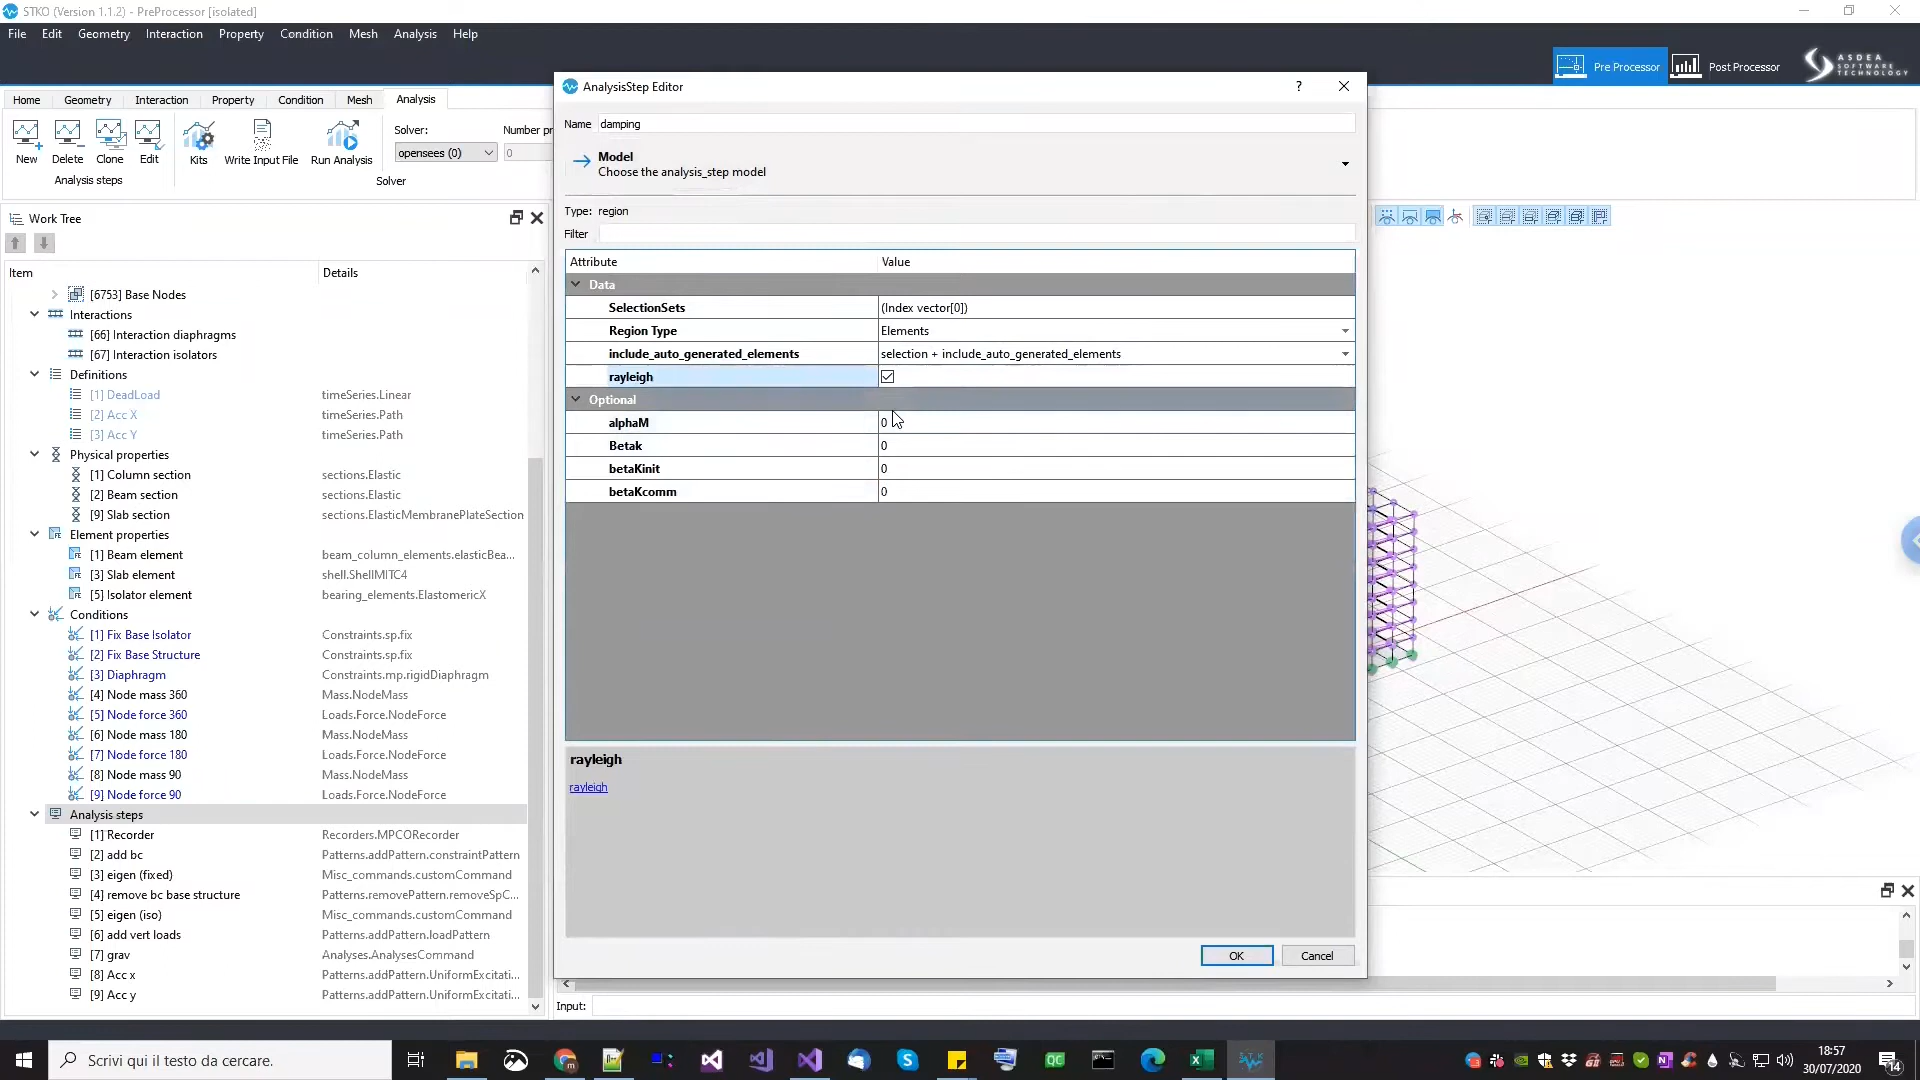 STKO (Version 1.1.2) - PreProcessor [isolated]
File Edit Geometry Interaction Property Condition Mesh Analysis Help
Pre Processor Post Processor ASDEA SOFTWARE TECHNOLOGY
Home Geometry Interaction Property Condition Mesh Analysis
New Delete Clone Edit
Analysis steps
Kits Write Input File Run Analysis
Solver: Number pr
opensees (0) 0
Solver
Work Tree
Item Details
[6753] Base Nodes
Interactions
[66] Interaction diaphragms
[67] Interaction isolators
Definitions
[1] DeadLoad timeSeries.Linear
[2] Acc X timeSeries.Path
[3] Acc Y timeSeries.Path
Physical properties
[1] Column section sections.Elastic
[2] Beam section sections.Elastic
[9] Slab section sections.ElasticMembranePlateSection
Element properties
[1] Beam element beam_column_elements.elasticBea...
[3] Slab element shell.ShellMITC4
[5] Isolator element bearing_elements.ElastomericX
Conditions
[1] Fix Base Isolator Constraints.sp.fix
[2] Fix Base Structure Constraints.sp.fix
[3] Diaphragm Constraints.mp.rigidDiaphragm
[4] Node mass 360 Mass.NodeMass
[5] Node force 360 Loads.Force.NodeForce
[6] Node mass 180 Mass.NodeMass
[7] Node force 180 Loads.Force.NodeForce
[8] Node mass 90 Mass.NodeMass
[9] Node force 90 Loads.Force.NodeForce
Analysis steps
[1] Recorder Recorders.MPCORecorder
[2] add bc Patterns.addPattern.constraintPattern
[3] eigen (fixed) Misc_commands.customCommand
[4] remove bc base structure Patterns.removePattern.removeSpC...
[5] eigen (iso) Misc_commands.customCommand
[6] add vert loads Patterns.addPattern.loadPattern
[7] grav Analyses.AnalysesCommand
[8] Acc x Patterns.addPattern.UniformExcitati...
[9] Acc y Patterns.addPattern.UniformExcitati...
AnalysisStep Editor ?
Name damping
Model
Choose the analysis_step model
Type: region
Filter
Attribute Value
Data
SelectionSets (Index vector[0])
Region Type Elements
include_auto_generated_elements selection + include_auto_generated_elements
rayleigh
Optional
alphaM 0
Betak 0
betaKinit 0
betaKcomm 0
rayleigh
rayleigh
OK Cancel
Input:
Scrivi qui il testo da cercare.
QC
18:57
30/07/2020
14